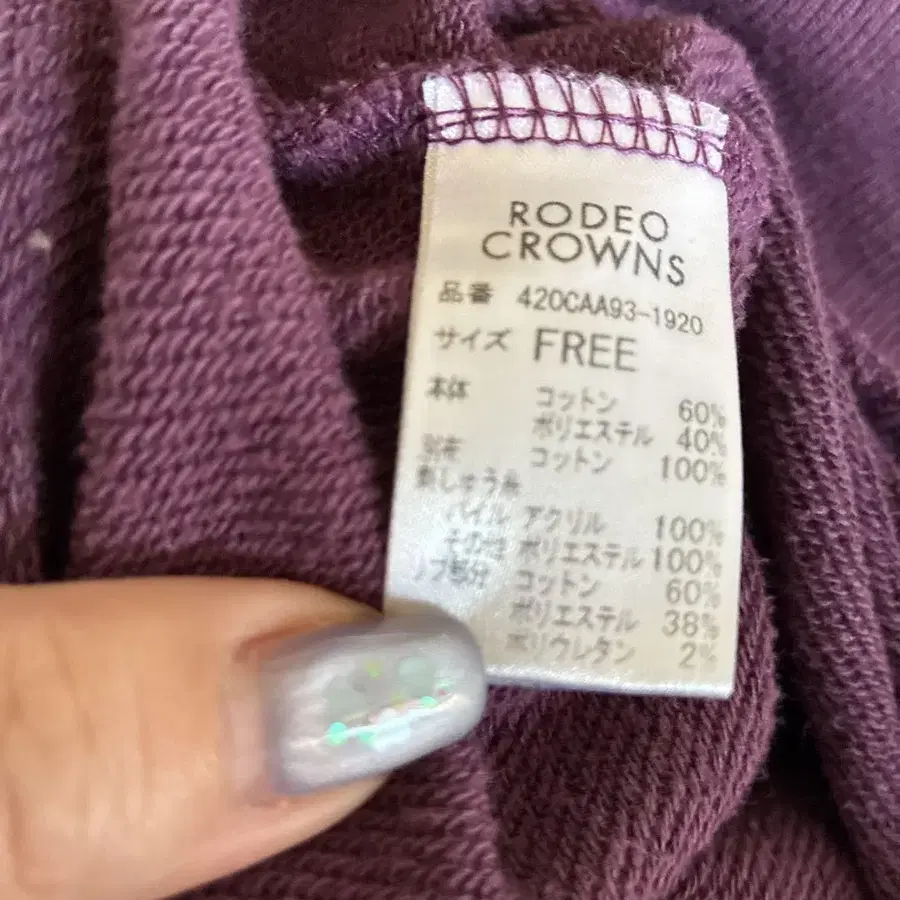 RODEO
CROWNS
品番 420CAA93-1920
サイズ FREE
本体 コットン 60%
ポリエステル 40%
別布 コットン 100%
刺しゅう糸
パイル アクリル 100%
その他 ポリエステル 100%
リブ部分 コットン 60%
ポリエステル 38%
ポリウレタン 2%